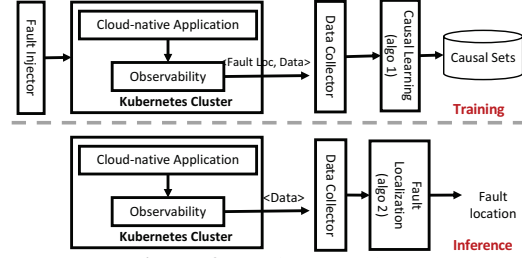 Fault Injector
Cloud-native Application
Observability
Kubernetes Cluster
<Fault Loc, Data>
Data Collector
Causal Learning
(algo 1)
Causal Sets
Training
Cloud-native Application
Observability
Kubernetes Cluster
<Data>
Data Collector
Fault
Localization
(algo 2)
Fault
location
Inference